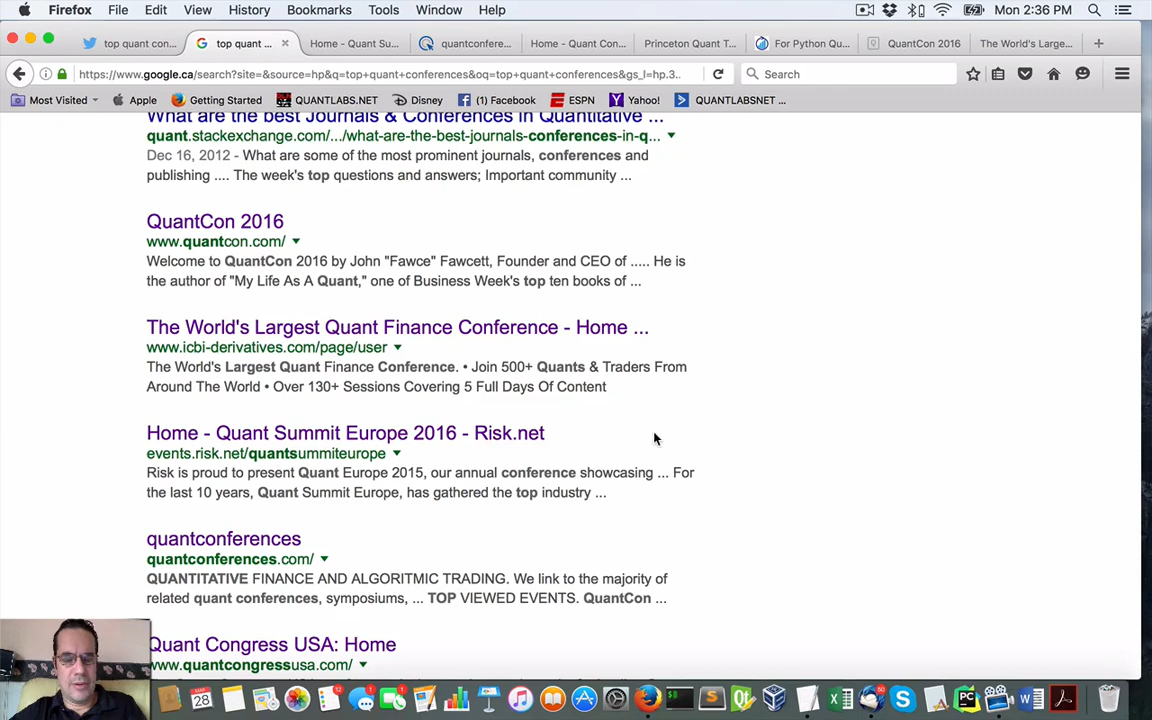 Firefox File Edit View History Bookmarks Tools Window Help Mon 2:36 PM
top quant con... top quant ... Home - Quant Su... quantconfere... Home - Quant Con... Princeton Quant T... For Python Qu... QuantCon 2016 The World's Large...
https://www.google.ca/search?site=&source=hp&q=top+quant+conferences&oq=top+quant+conferences&gs_l=hp.3.. Search
Most Visited Apple Getting Started QUANTLABS.NET Disney (1) Facebook ESPN Yahoo! QUANTLABSNET ...
What are the best Journals & Conferences in Quantitative ...
quant.stackexchange.com/.../what-are-the-best-journals-conferences-in-q...
Dec 16, 2012 - What are some of the most prominent journals, conferences and
publishing .... The week's top questions and answers; Important community ...
QuantCon 2016
www.quantcon.com/
Welcome to QuantCon 2016 by John "Fawce" Fawcett, Founder and CEO of ..... He is
the author of "My Life As A Quant," one of Business Week's top ten books of ...
The World's Largest Quant Finance Conference - Home ...
www.icbi-derivatives.com/page/user
The World's Largest Quant Finance Conference. • Join 500+ Quants & Traders From
Around The World • Over 130+ Sessions Covering 5 Full Days Of Content
Home - Quant Summit Europe 2016 - Risk.net
events.risk.net/quantsummiteurope
Risk is proud to present Quant Europe 2015, our annual conference showcasing ... For
the last 10 years, Quant Summit Europe, has gathered the top industry ...
quantconferences
quantconferences.com/
QUANTITATIVE FINANCE AND ALGORITMIC TRADING. We link to the majority of
related quant conferences, symposiums, ... TOP VIEWED EVENTS. QuantCon ...
Quant Congress USA: Home
www.quantcongressusa.com/
28